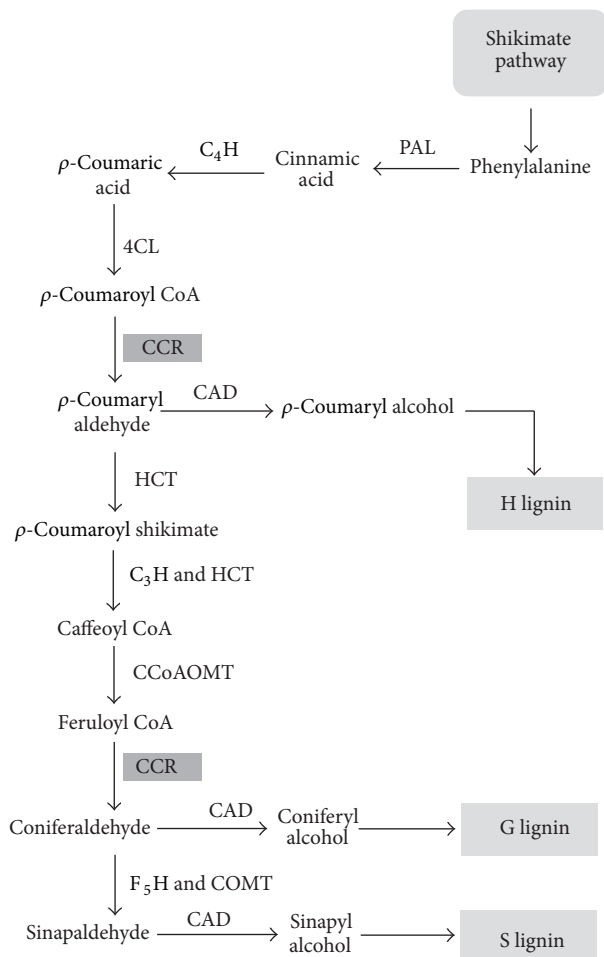 Shikimate
pathway
Phenylalanine
PAL
Cinnamic
acid
C₄H
ρ-Coumaric
acid
4CL
ρ-Coumaroyl CoA
CCR
ρ-Coumaryl
aldehyde
CAD
ρ-Coumaryl alcohol
H lignin
HCT
ρ-Coumaroyl shikimate
C₃H and HCT
Caffeoyl CoA
CCoAOMT
Feruloyl CoA
CCR
Coniferaldehyde
CAD
Coniferyl
alcohol
G lignin
F₅H and COMT
Sinapaldehyde
CAD
Sinapyl
alcohol
S lignin